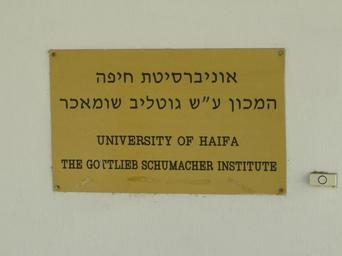 אוניברסיטת חיפה
המכון ע"ש גוטליב שומאכר
UNIVERSITY OF HAIFA
THE GOTTLIEB SCHUMACHER INSTITUTE